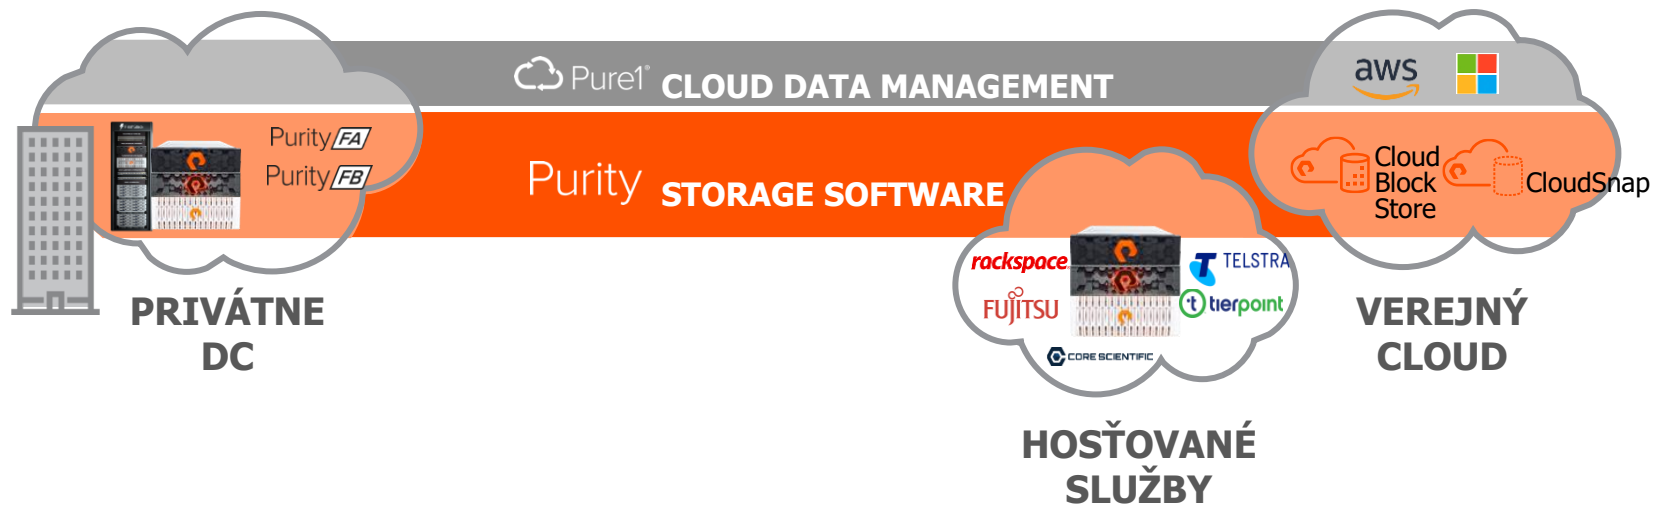 Pure1® CLOUD DATA MANAGEMENT
aws
Purity//FA
Purity//FB
Purity STORAGE SOFTWARE
Cloud
Block
Store
CloudSnap
rackspace
TELSTRA
FUJITSU
tierpoint
CORE SCIENTIFIC
PRIVÁTNE
DC
VEREJNÝ
CLOUD
HOSŤOVANÉ
SLUŽBY